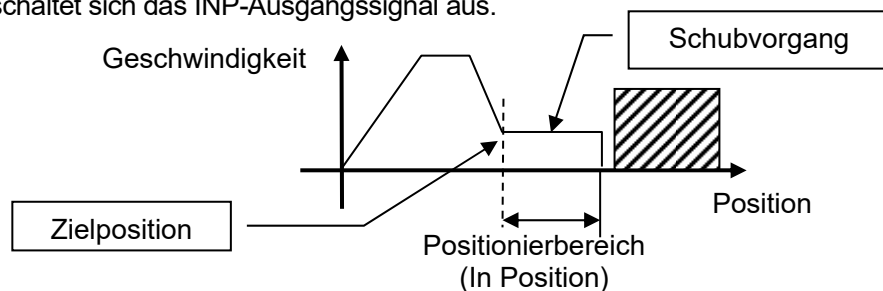 schaltet sich das INP-Ausgangssignal aus.
Geschwindigkeit
Schubvorgang
Position
Zielposition
Positionierbereich
(In Position)